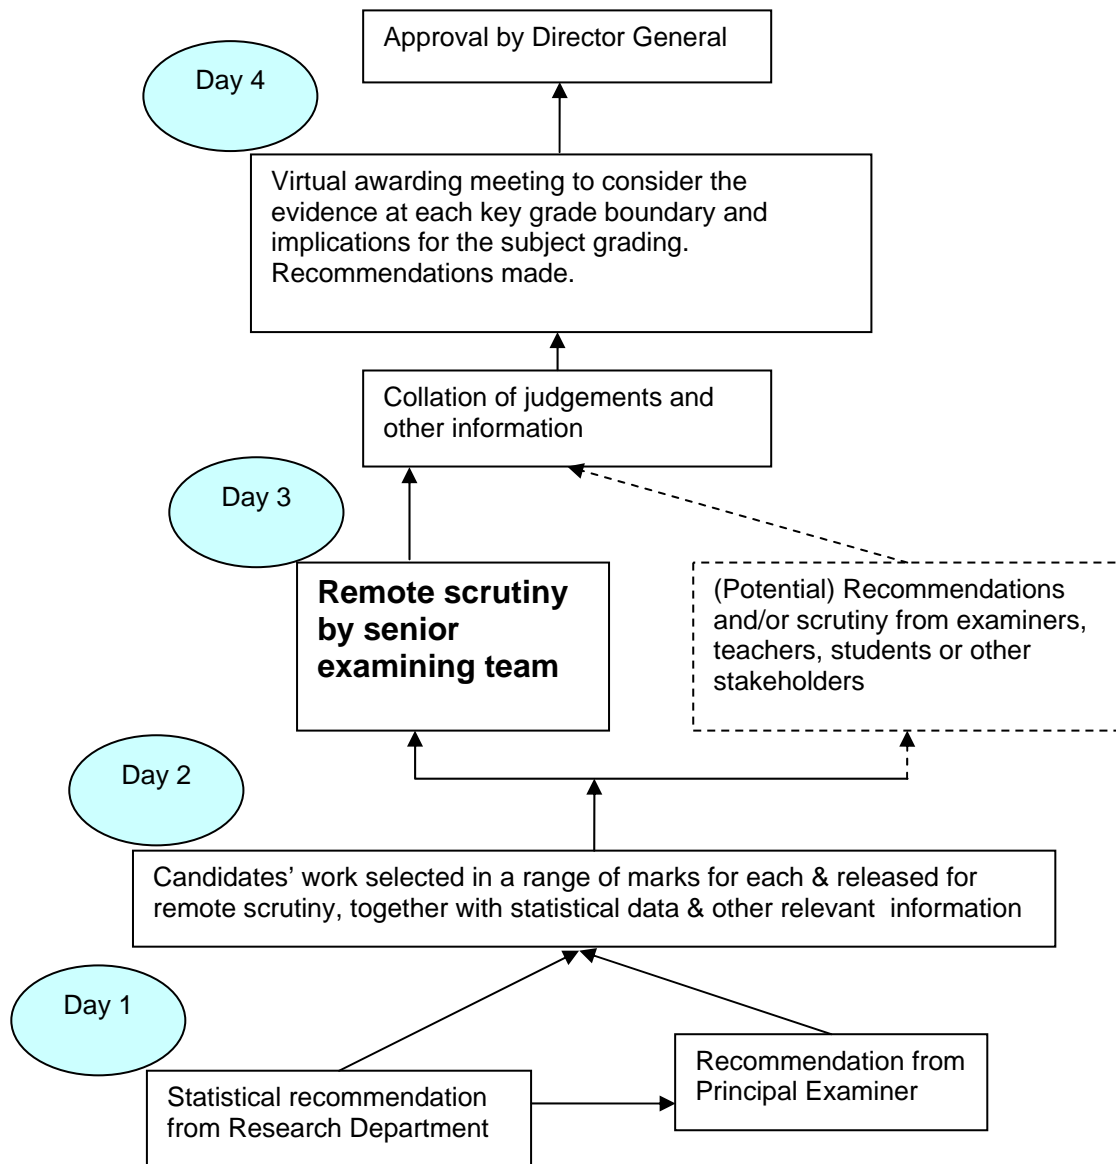 Approval by Director General
Day 4
Virtual awarding meeting to consider the
evidence at each key grade boundary and
implications for the subject grading.
Recommendations made.
Collation of judgements and
other information
Day 3
Remote scrutiny
by senior
examining team
(Potential) Recommendations
and/or scrutiny from examiners,
teachers, students or other
stakeholders
Day 2
Candidates’ work selected in a range of marks for each & released for
remote scrutiny, together with statistical data & other relevant information
Day 1
Statistical recommendation
from Research Department
Recommendation from
Principal Examiner